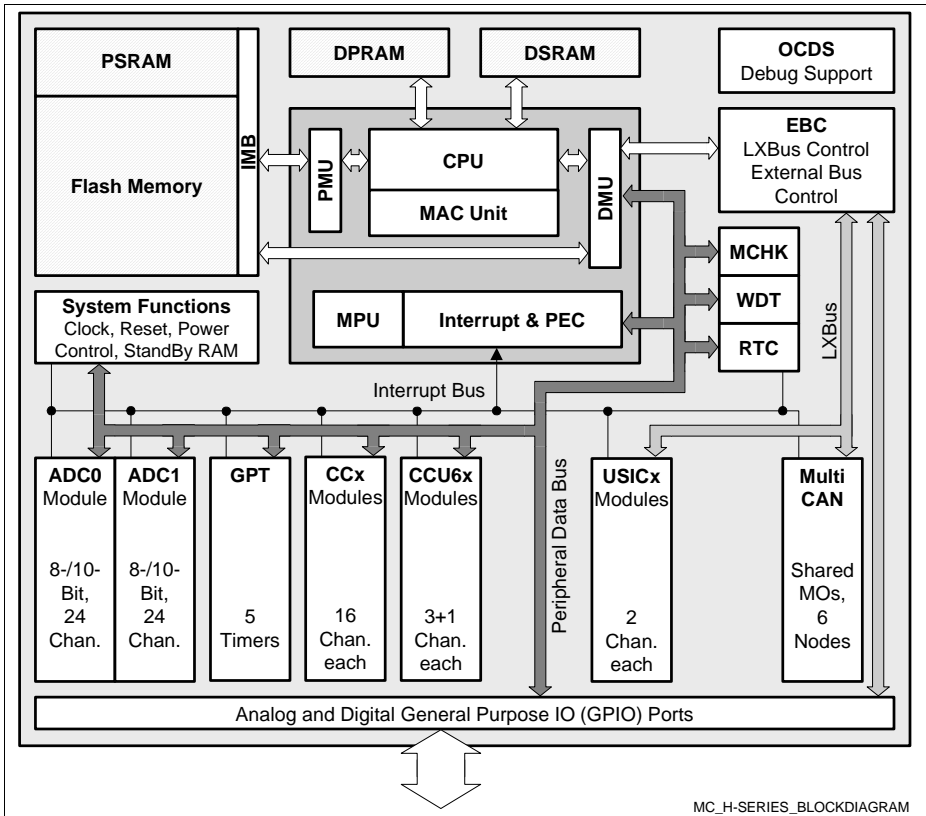 PSRAM
Flash Memory
IMB
DPRAM
DSRAM
OCDS
Debug Support
PMU
CPU
MAC Unit
DMU
EBC
LXBus Control
External Bus
Control
MPU
Interrupt & PEC
MCHK
WDT
RTC
LXBus
System Functions
Clock, Reset, Power
Control, StandBy RAM
Interrupt Bus
ADC0
Module
8-/10-
Bit,
24
Chan.
ADC1
Module
8-/10-
Bit,
24
Chan.
GPT
5
Timers
CCx
Modules
16
Chan.
each
CCU6x
Modules
3+1
Chan.
each
Peripheral Data Bus
USICx
Modules
2
Chan.
each
Multi
CAN
Shared
MOs,
6
Nodes
Analog and Digital General Purpose IO (GPIO) Ports
MC_H-SERIES_BLOCKDIAGRAM